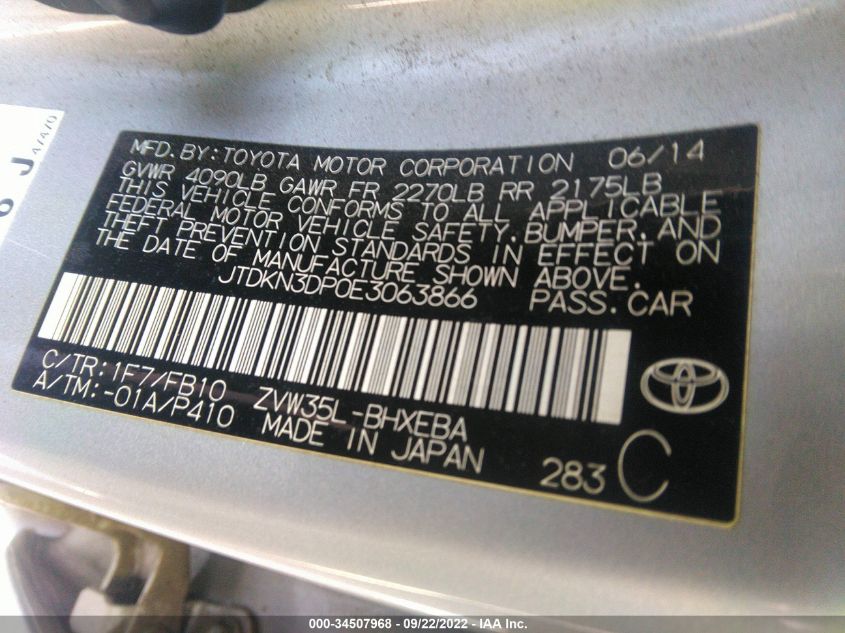 MFD. BY: TOYOTA MOTOR CORPORATION 06/14
GVWR 4090LB GAWR FR 2270LB RR 2175LB
THIS VEHICLE CONFORMS TO ALL APPLICABLE
FEDERAL MOTOR VEHICLE SAFETY, BUMPER, AND
THEFT PREVENTION STANDARDS IN EFFECT ON
THE DATE OF MANUFACTURE SHOWN ABOVE.
JTDKN3DP0E3063866 PASS. CAR
C/TR: 1F7/FB10 ZVW35L-BHXEBA
A/TM: -01A/P410 MADE IN JAPAN
283 C
J
47470
000-34507968 - 09/22/2022 - IAA Inc.